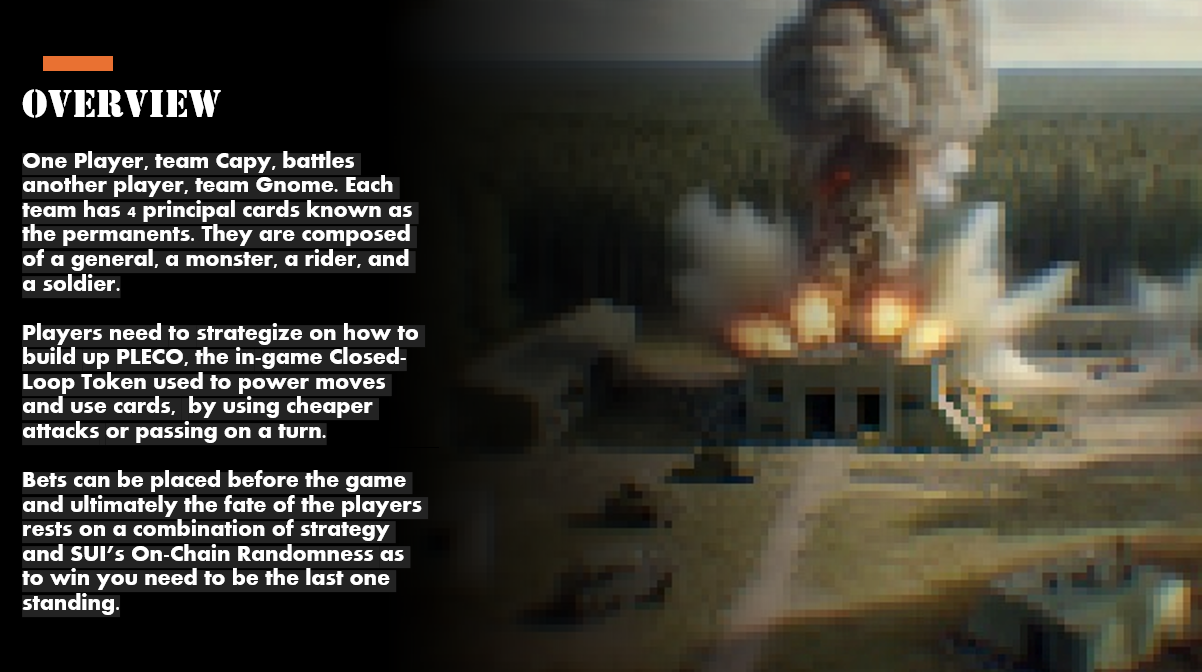 OVERVIEW
One Player, team Capy, battles
another player, team Gnome. Each
team has 4 principal cards known as
the permanents. They are composed
of a general, a monster, a rider, and
a soldier.
Players need to strategize on how to
build up PLECO, the in-game Closed-
Loop Token used to power moves
and use cards,  by using cheaper
attacks or passing on a turn.
Bets can be placed before the game
and ultimately the fate of the players
rests on a combination of strategy
and SUI’s On-Chain Randomness as
to win you need to be the last one
standing.